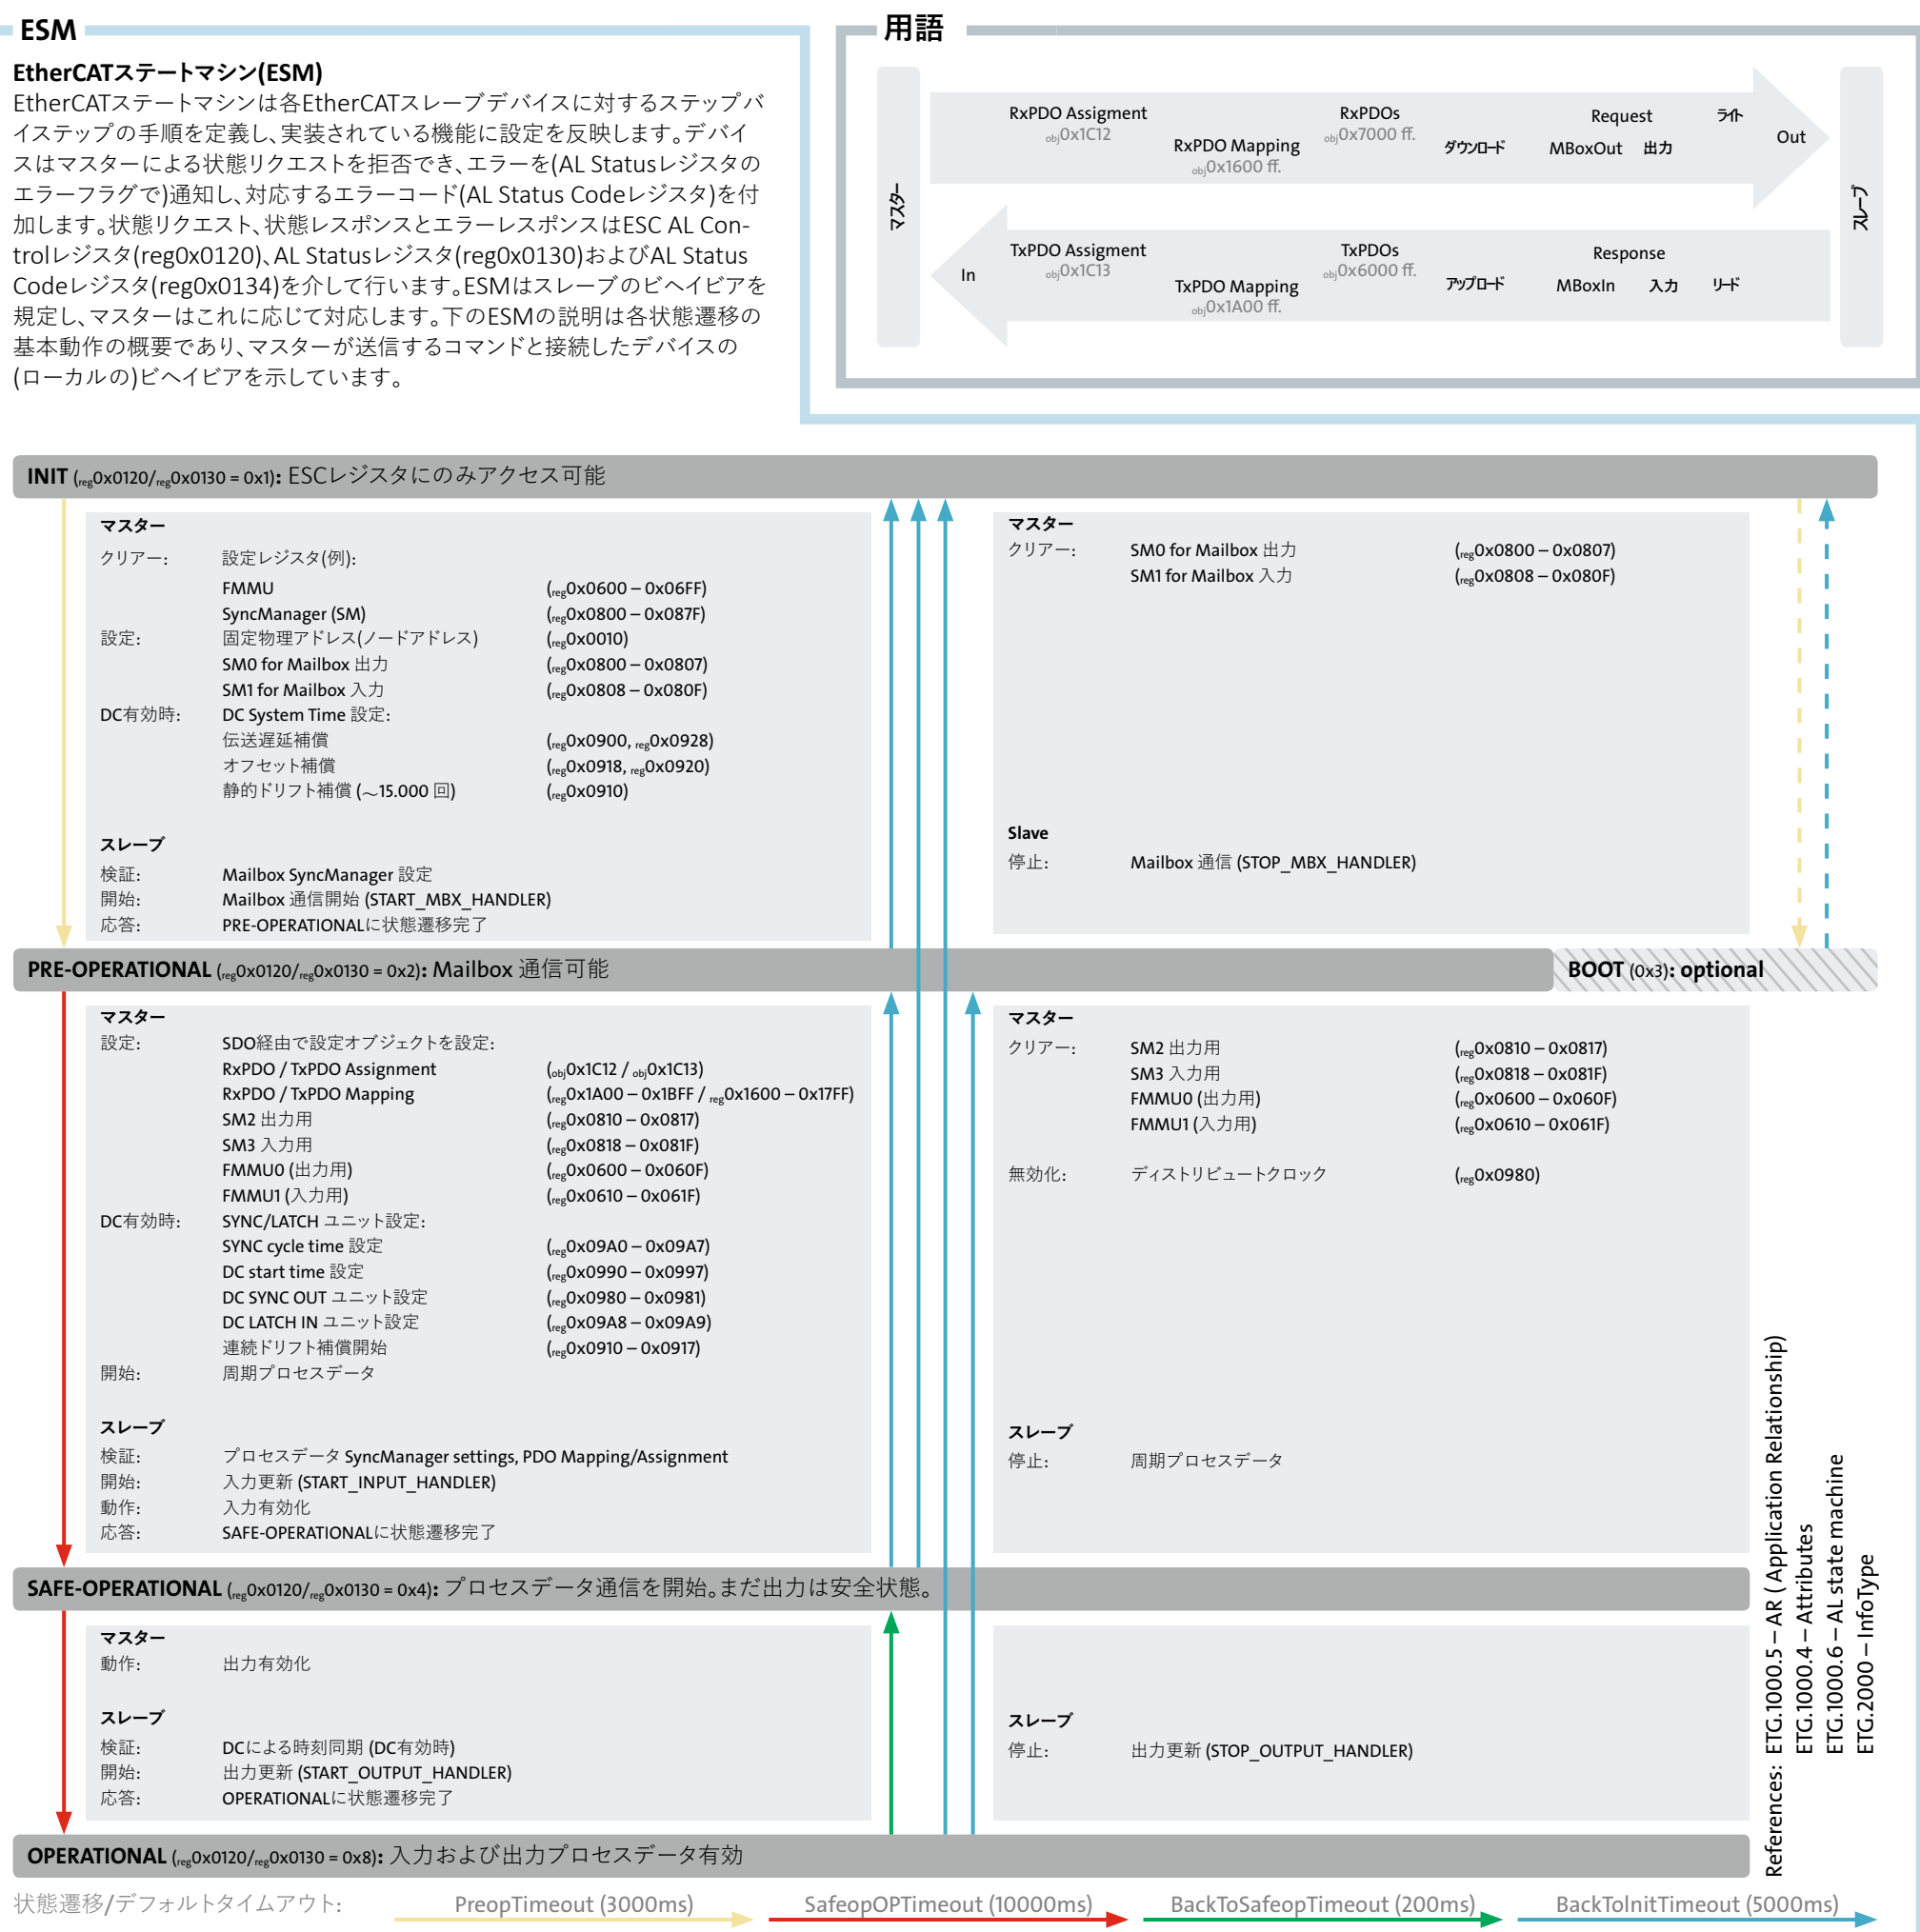 ESM
EtherCATステートマシン(ESM)
EtherCATステートマシンは各EtherCATスレーブデバイスに対するステップバ
イステップの手順を定義し、実装されている機能に設定を反映します。デバイ
スはマスターによる状態リクエストを拒否でき、エラーを(AL Statusレジスタの
エラーフラグで)通知し、対応するエラーコード(AL Status Codeレジスタ)を付
加します。状態リクエスト、状態レスポンスとエラーレスポンスはESC AL Con-
trolレジスタ(reg0x0120)、AL Statusレジスタ(reg0x0130)およびAL Status
Codeレジスタ(reg0x0134)を介して行います。ESMはスレーブのビヘイビアを
規定し、マスターはこれに応じて対応します。下のESMの説明は各状態遷移の
基本動作の概要であり、マスターが送信するコマンドと接続したデバイスの
(ローカルの)ビヘイビアを示しています。
用語
マスター
RxPDO Assigment
obj0x1C12
RxPDO Mapping
obj0x1600 ff.
RxPDOs
obj0x7000 ff.
ダウンロード
Request
MBoxOut 出力
ライト
Out
スレーブ
In
TxPDO Assigment
obj0x1C13
TxPDO Mapping
obj0x1A00 ff.
TxPDOs
obj0x6000 ff.
アップロード
Response
MBoxIn 入力 リード
INIT (reg0x0120/reg0x0130 = 0x1): ESCレジスタにのみアクセス可能
マスター
クリアー: 設定レジスタ(例):
FMMU (reg0x0600 – 0x06FF)
SyncManager (SM) (reg0x0800 – 0x087F)
設定: 固定物理アドレス(ノードアドレス) (reg0x0010)
SM0 for Mailbox 出力 (reg0x0800 – 0x0807)
SM1 for Mailbox 入力 (reg0x0808 – 0x080F)
DC有効時: DC System Time 設定:
伝送遅延補償 (reg0x0900, reg0x0928)
オフセット補償 (reg0x0918, reg0x0920)
静的ドリフト補償 (～15.000 回) (reg0x0910)
スレーブ
検証: Mailbox SyncManager 設定
開始: Mailbox 通信開始 (START_MBX_HANDLER)
応答: PRE-OPERATIONALに状態遷移完了
マスター
クリアー: SM0 for Mailbox 出力 (reg0x0800 – 0x0807)
SM1 for Mailbox 入力 (reg0x0808 – 0x080F)
Slave
停止: Mailbox 通信 (STOP_MBX_HANDLER)
PRE-OPERATIONAL (reg0x0120/reg0x0130 = 0x2): Mailbox 通信可能
BOOT (0x3): optional
マスター
設定: SDO経由で設定オブジェクトを設定:
RxPDO / TxPDO Assignment (obj0x1C12 / obj0x1C13)
RxPDO / TxPDO Mapping (reg0x1A00 – 0x1BFF / reg0x1600 – 0x17FF)
SM2 出力用 (reg0x0810 – 0x0817)
SM3 入力用 (reg0x0818 – 0x081F)
FMMU0 (出力用) (reg0x0600 – 0x060F)
FMMU1 (入力用) (reg0x0610 – 0x061F)
DC有効時: SYNC/LATCH ユニット設定:
SYNC cycle time 設定 (reg0x09A0 – 0x09A7)
DC start time 設定 (reg0x0990 – 0x0997)
DC SYNC OUT ユニット設定 (reg0x0980 – 0x0981)
DC LATCH IN ユニット設定 (reg0x09A8 – 0x09A9)
連続ドリフト補償開始 (reg0x0910 – 0x0917)
開始: 周期プロセスデータ
スレーブ
検証: プロセスデータ SyncManager settings, PDO Mapping/Assignment
開始: 入力更新 (START_INPUT_HANDLER)
動作: 入力有効化
応答: SAFE-OPERATIONALに状態遷移完了
マスター
クリアー: SM2 出力用 (reg0x0810 – 0x0817)
SM3 入力用 (reg0x0818 – 0x081F)
FMMU0 (出力用) (reg0x0600 – 0x060F)
FMMU1 (入力用) (reg0x0610 – 0x061F)
無効化: ディストリビュートクロック (reg0x0980)
スレーブ
停止: 周期プロセスデータ
SAFE-OPERATIONAL (reg0x0120/reg0x0130 = 0x4): プロセスデータ通信を開始。まだ出力は安全状態。
マスター
動作: 出力有効化
スレーブ
検証: DCによる時刻同期 (DC有効時)
開始: 出力更新 (START_OUTPUT_HANDLER)
応答: OPERATIONALに状態遷移完了
スレーブ
停止: 出力更新 (STOP_OUTPUT_HANDLER)
OPERATIONAL (reg0x0120/reg0x0130 = 0x8): 入力および出力プロセスデータ有効
References: ETG.1000.5 – AR ( Application Relationship)
ETG.1000.4 – Attributes
ETG.1000.6 – AL state machine
ETG.2000 – InfoType
状態遷移/デフォルトタイムアウト: PreopTimeout (3000ms) SafeopOPTimeout (10000ms) BackToSafeopTimeout (200ms) BackToInitTimeout (5000ms)